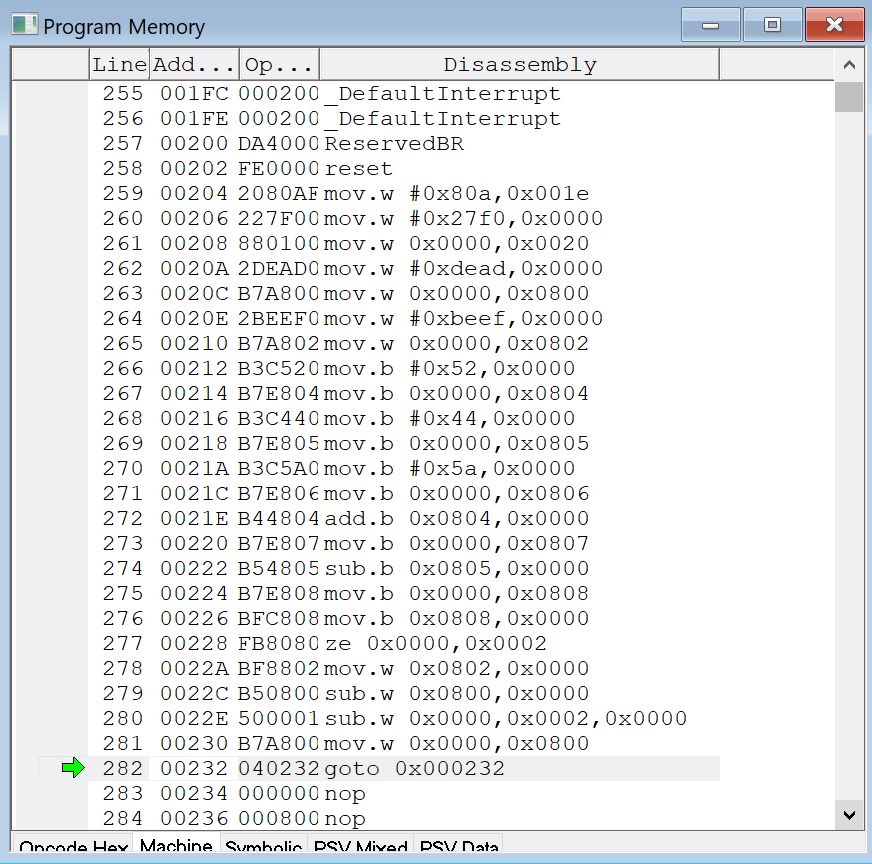 Program Memory
Line Add... Op... Disassembly
255 001FC 000200 _DefaultInterrupt
256 001FE 000200 _DefaultInterrupt
257 00200 DA4000 ReservedBR
258 00202 FE0000 reset
259 00204 2080AF mov.w #0x80a,0x001e
260 00206 227F00 mov.w #0x27f0,0x0000
261 00208 880100 mov.w 0x0000,0x0020
262 0020A 2DEAD0 mov.w #0xdead,0x0000
263 0020C B7A800 mov.w 0x0000,0x0800
264 0020E 2BEEF0 mov.w #0xbeef,0x0000
265 00210 B7A802 mov.w 0x0000,0x0802
266 00212 B3C520 mov.b #0x52,0x0000
267 00214 B7E804 mov.b 0x0000,0x0804
268 00216 B3C440 mov.b #0x44,0x0000
269 00218 B7E805 mov.b 0x0000,0x0805
270 0021A B3C5A0 mov.b #0x5a,0x0000
271 0021C B7E806 mov.b 0x0000,0x0806
272 0021E B44804 add.b 0x0804,0x0000
273 00220 B7E807 mov.b 0x0000,0x0807
274 00222 B54805 sub.b 0x0805,0x0000
275 00224 B7E808 mov.b 0x0000,0x0808
276 00226 BFC808 mov.b 0x0808,0x0000
277 00228 FB8080 ze 0x0000,0x0002
278 0022A BF8802 mov.w 0x0802,0x0000
279 0022C B50800 sub.w 0x0800,0x0000
280 0022E 500001 sub.w 0x0000,0x0002,0x0000
281 00230 B7A800 mov.w 0x0000,0x0800
282 00232 040232 goto 0x000232
283 00234 000000 nop
284 00236 000800 nop
Opcode Hex Machine Symbolic PSV Mixed PSV Data